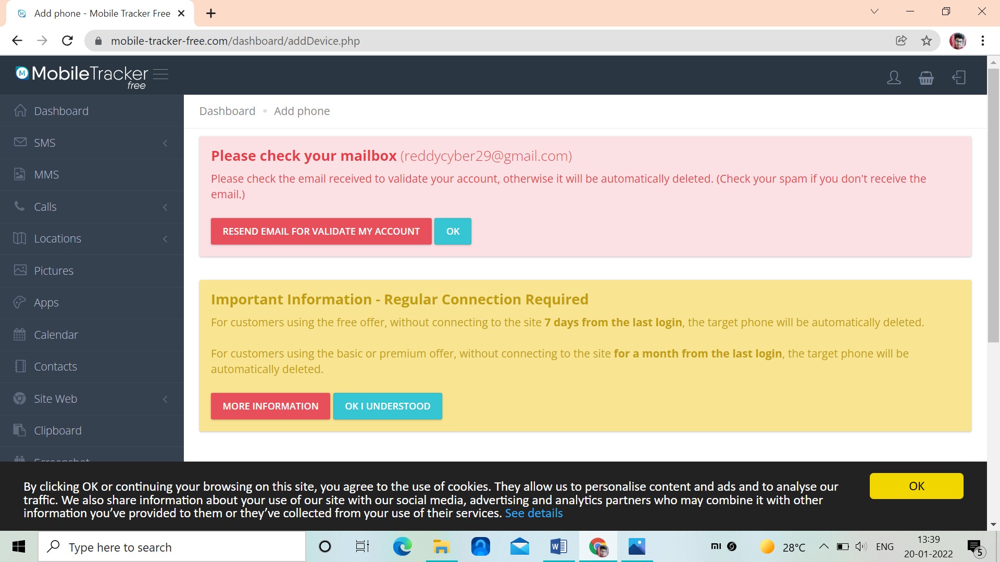 Add phone - Mobile Tracker Free
mobile-tracker-free.com/dashboard/addDevice.php
M MobileTracker
free
Dashboard
SMS
MMS
Calls
Locations
Pictures
Apps
Calendar
Contacts
Site Web
Clipboard
Screenshot
Dashboard • Add phone
Please check your mailbox (reddycyber29@gmail.com)
Please check the email received to validate your account, otherwise it will be automatically deleted. (Check your spam if you don't receive the
email.)
RESEND EMAIL FOR VALIDATE MY ACCOUNT OK
Important Information - Regular Connection Required
For customers using the free offer, without connecting to the site 7 days from the last login, the target phone will be automatically deleted.
For customers using the basic or premium offer, without connecting to the site for a month from the last login, the target phone will be
automatically deleted.
MORE INFORMATION OK I UNDERSTOOD
By clicking OK or continuing your browsing on this site, you agree to the use of cookies. They allow us to personalise content and ads and to analyse our
traffic. We also share information about your use of our site with our social media, advertising and analytics partners who may combine it with other
information you’ve provided to them or they’ve collected from your use of their services. See details
OK
Type here to search
28°C
ENG
13:39
20-01-2022
5